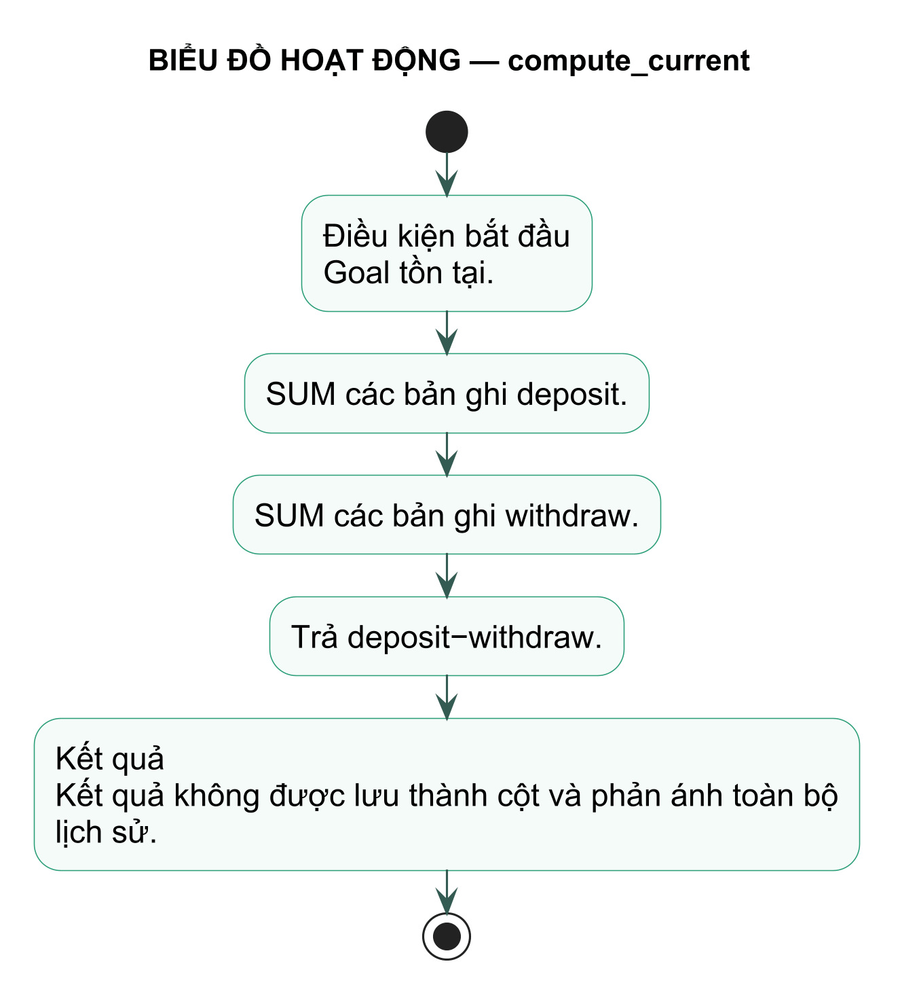 BIỂU ĐỒ HOẠT ĐỘNG — compute_current
Điều kiện bắt đầu
Goal tồn tại.
SUM các bản ghi deposit.
SUM các bản ghi withdraw.
Trả deposit−withdraw.
Kết quả
Kết quả không được lưu thành cột và phản ánh toàn bộ
lịch sử.